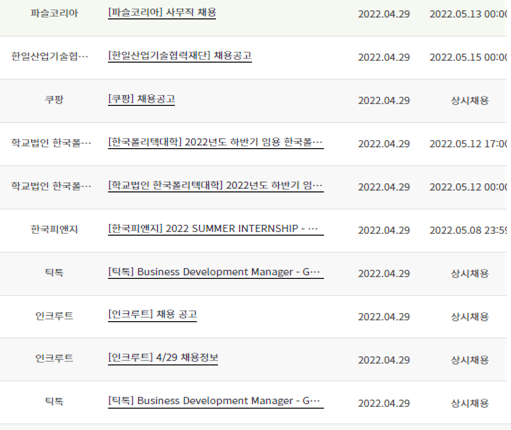 파슬코리아 [파슬코리아] 사무직 채용 2022.04.29 2022.05.13 00:00
한일산업기술협··· [한일산업기술협력재단] 채용공고 2022.04.29 2022.05.15 00:00
쿠팡 [쿠팡] 채용공고 2022.04.29 상시채용
학교법인 한국폴··· [한국폴리텍대학] 2022년도 하반기 임용 한국폴··· 2022.04.29 2022.05.12 17:00
학교법인 한국폴··· [학교법인 한국폴리텍대학] 2022년도 하반기 임··· 2022.04.29 2022.05.12 00:00
한국피앤지 [한국피앤지] 2022 SUMMER INTERNSHIP - ··· 2022.04.29 2022.05.08 23:59
틱톡 [틱톡] Business Development Manager - G··· 2022.04.29 상시채용
인크루트 [인크루트] 채용 공고 2022.04.29 상시채용
인크루트 [인크루트] 4/29 채용정보 2022.04.29 상시채용
틱톡 [틱톡] Business Development Manager - G··· 2022.04.29 상시채용